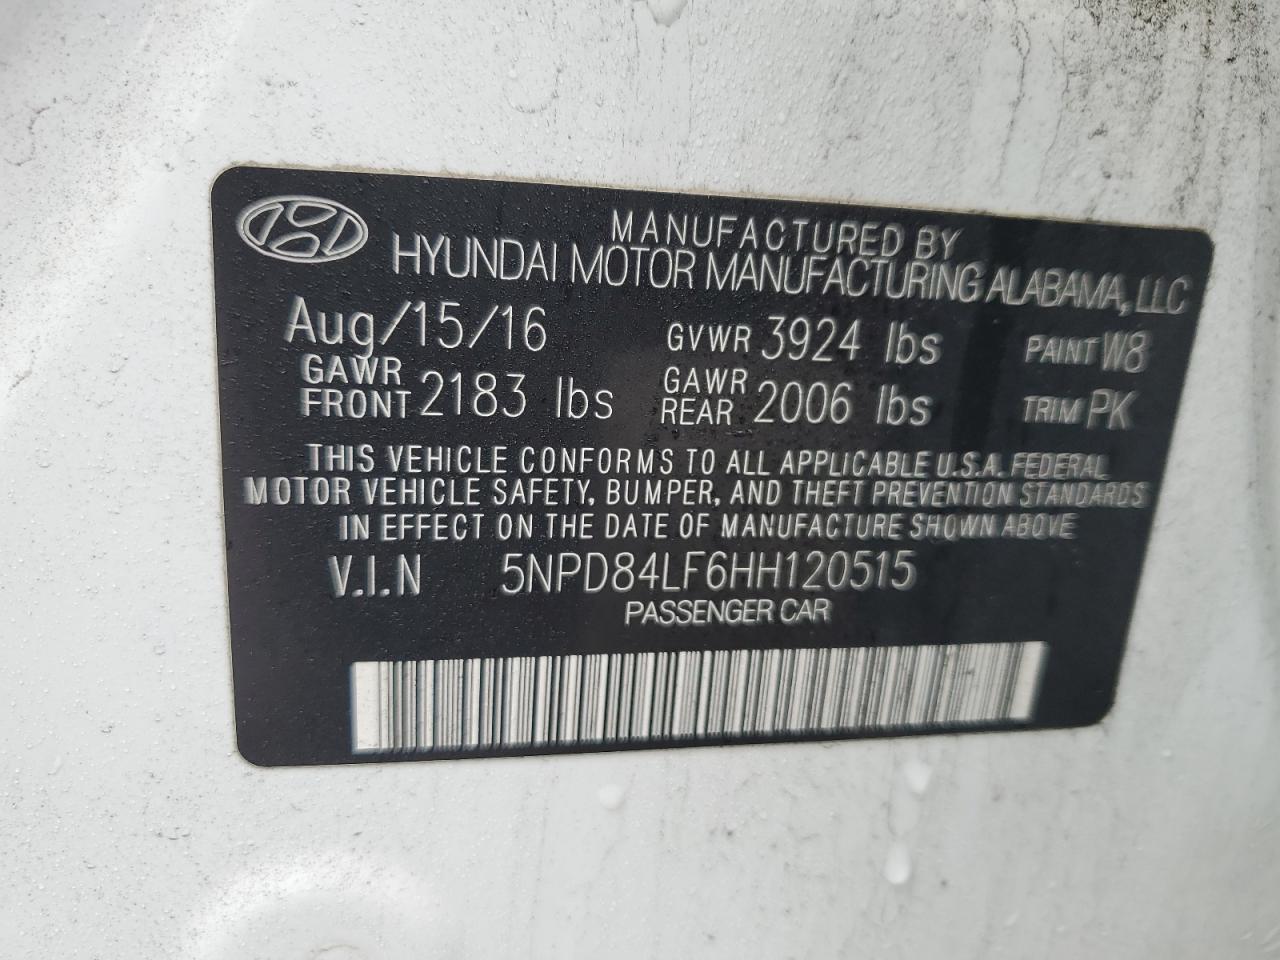 MANUFACTURED BY
HYUNDAI MOTOR MANUFACTURING ALABAMA, LLC
Aug/15/16 GVWR 3924 lbs PAINT W8
GAWR FRONT 2183 lbs GAWR REAR 2006 lbs TRIM PK
THIS VEHICLE CONFORMS TO ALL APPLICABLE U.S.A. FEDERAL
MOTOR VEHICLE SAFETY, BUMPER, AND THEFT PREVENTION STANDARDS
IN EFFECT ON THE DATE OF MANUFACTURE SHOWN ABOVE
V.I.N 5NPD84LF6HH120515
PASSENGER CAR